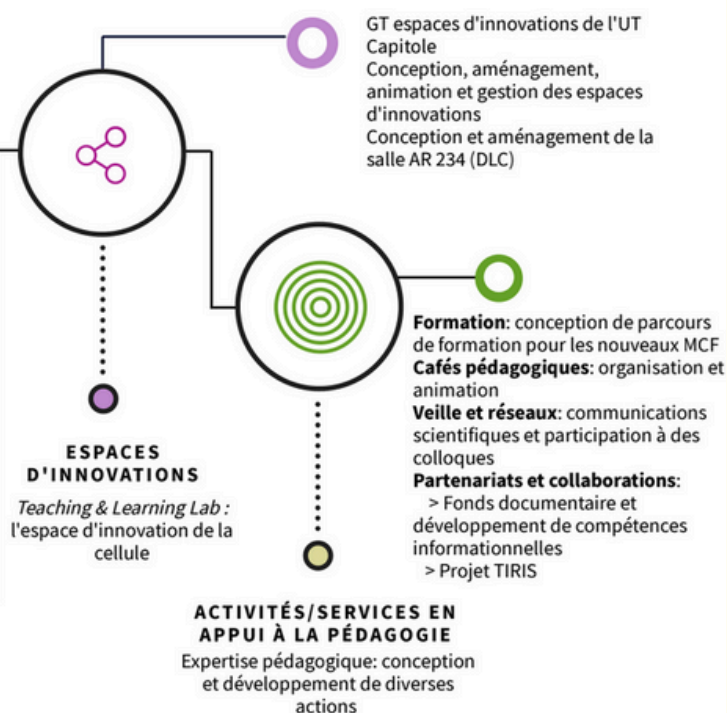 GT espaces d'innovations de l'UT
Capitole
Conception, aménagement,
animation et gestion des espaces
d'innovations
Conception et aménagement de la
salle AR 234 (DLC)
Formation: conception de parcours
de formation pour les nouveaux MCF
Cafés pédagogiques: organisation et
animation
Veille et réseaux: communications
scientifiques et participation à des
colloques
Partenariats et collaborations:
> Fonds documentaire et
développement de compétences
informationnelles
> Projet TIRIS
ESPACES
D'INNOVATIONS
Teaching & Learning Lab :
l'espace d'innovation de la
cellule
ACTIVITÉS/SERVICES EN
APPUI À LA PÉDAGOGIE
Expertise pédagogique: conception
et développement de diverses
actions